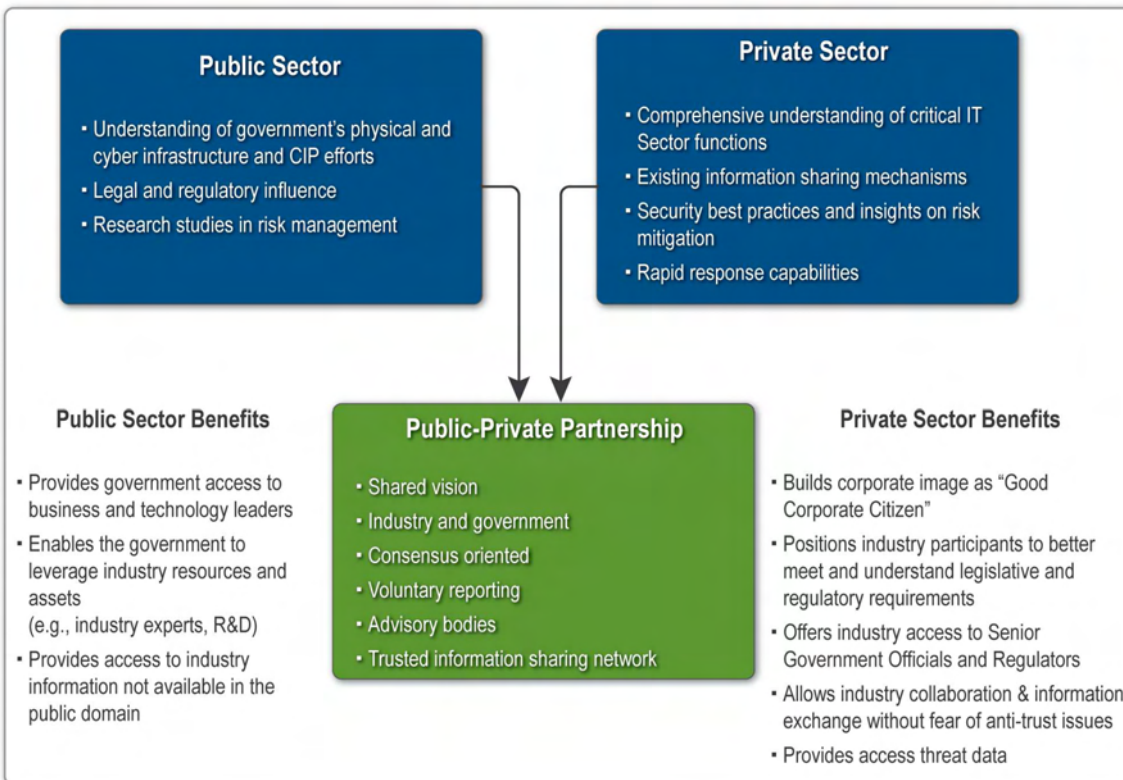 Public Sector
▪ Understanding of government's physical and
cyber infrastructure and CIP efforts
▪ Legal and regulatory influence
▪ Research studies in risk management
Private Sector
▪ Comprehensive understanding of critical IT
Sector functions
▪ Existing information sharing mechanisms
▪ Security best practices and insights on risk
mitigation
▪ Rapid response capabilities
Public Sector Benefits
▪ Provides government access to
business and technology leaders
▪ Enables the government to
leverage industry resources and
assets
(e.g., industry experts, R&D)
▪ Provides access to industry
information not available in the
public domain
Public-Private Partnership
▪ Shared vision
▪ Industry and government
▪ Consensus oriented
▪ Voluntary reporting
▪ Advisory bodies
▪ Trusted information sharing network
Private Sector Benefits
▪ Builds corporate image as “Good
Corporate Citizen”
▪ Positions industry participants to better
meet and understand legislative and
regulatory requirements
▪ Offers industry access to Senior
Government Officials and Regulators
▪ Allows industry collaboration & information
exchange without fear of anti-trust issues
▪ Provides access threat data